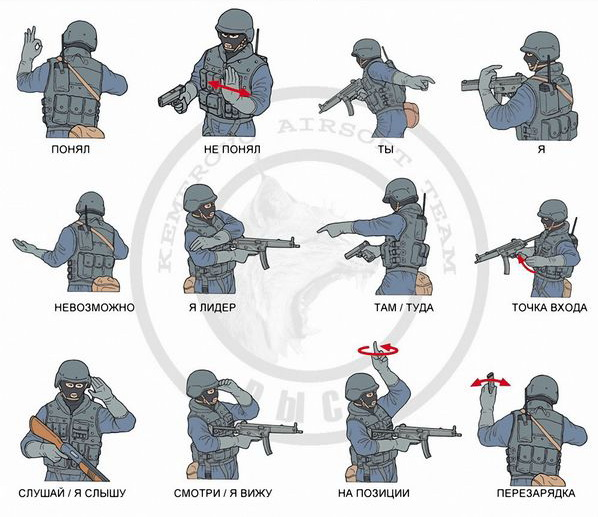 ПОНЯЛ
НЕ ПОНЯЛ
ТЫ
Я
НЕВОЗМОЖНО
Я ЛИДЕР
ТАМ / ТУДА
ТОЧКА ВХОДА
СЛУШАЙ / Я СЛЫШУ
СМОТРИ / Я ВИЖУ
НА ПОЗИЦИИ
ПЕРЕЗАРЯДКА
KEMEROVO AIRSOFT TEAM
РЫСЬ